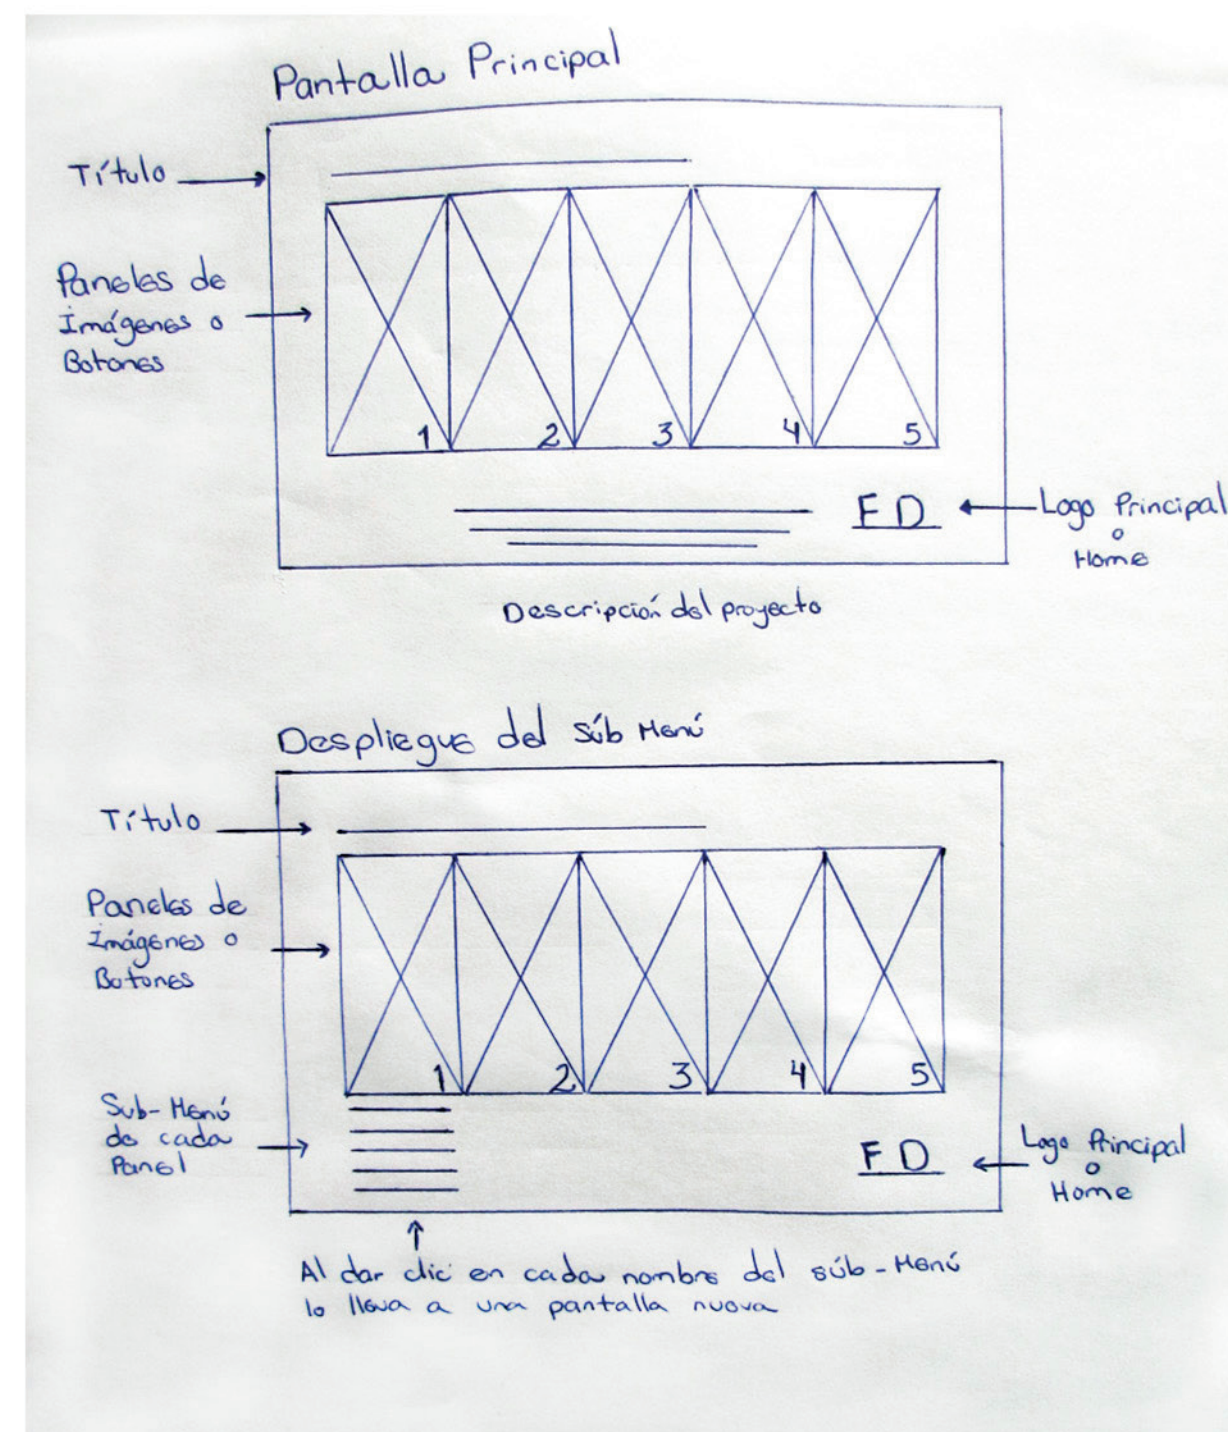 Pantalla Principal
Título
Paneles de
Imágenes o
Botones
1 2 3 4 5
FD
Logo Principal
o
Home
Descripción del proyecto
Despliegue del Súb Menú
Título
Paneles de
Imágenes o
Botones
1 2 3 4 5
Sub-Menú
de cada
Panel
FD
Logo Principal
o
Home
Al dar clic en cada nombre del súb-Menú
lo lleva a una pantalla nueva